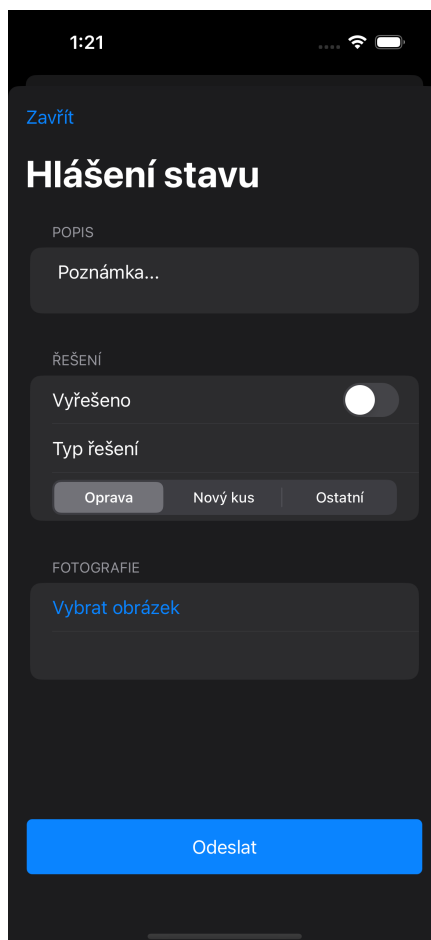 1:21
Zavřít
Hlášení stavu
POPIS
Poznámka...
ŘEŠENÍ
Vyřešeno
Typ řešení
Oprava Nový kus Ostatní
FOTOGRAFIE
Vybrat obrázek
Odeslat